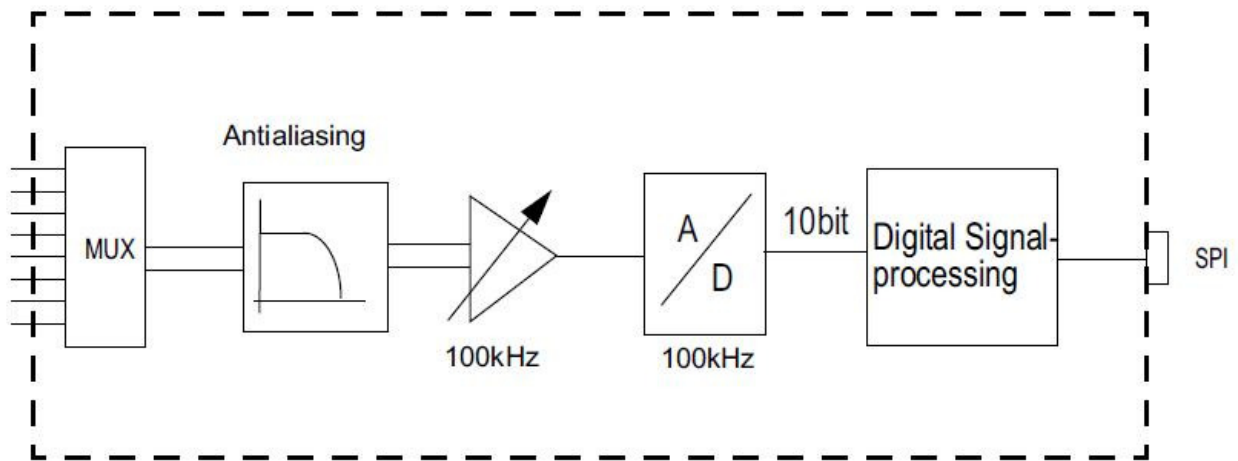 Antialiasing
MUX
100kHz
A
D
100kHz
10bit
Digital Signal-
processing
SPI